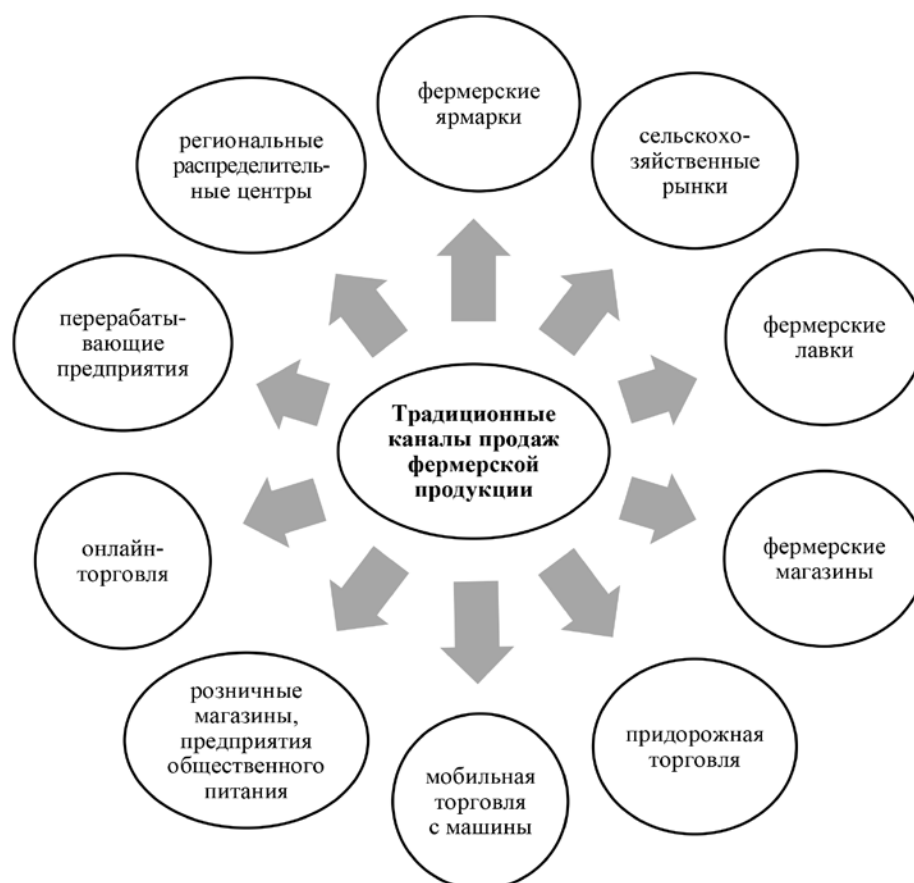 фермерские
ярмарки
сельскохо-
зяйственные
рынки
фермерские
лавки
фермерские
магазины
придорожная
торговля
мобильная
торговля
с машины
розничные
магазины,
предприятия
общественного
питания
онлайн-
торговля
перерабаты-
вающие
предприятия
региональные
распределитель-
ные центры
Традиционные
каналы продаж
фермерской
продукции